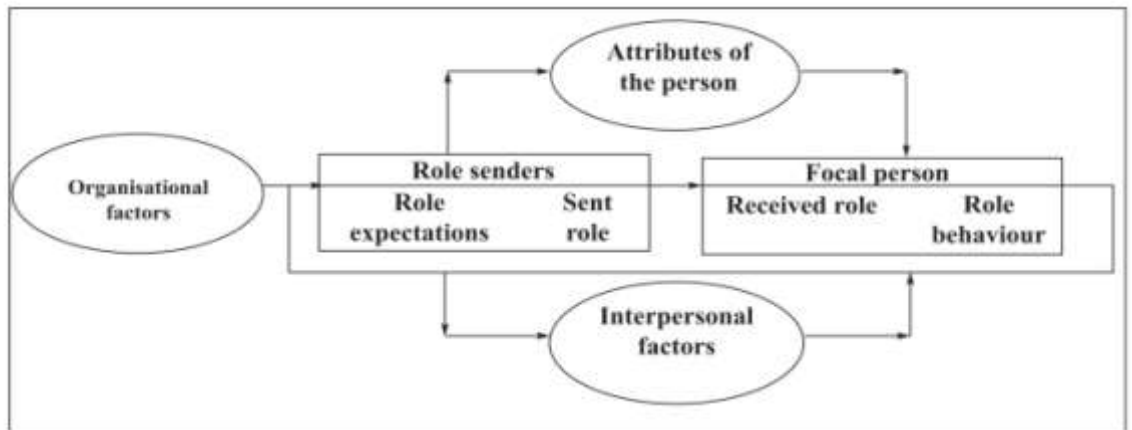 Attributes of
the person
Organisational
factors
Role senders
Role
expectations
Sent
role
Focal person
Received role
Role
behaviour
Interpersonal
factors